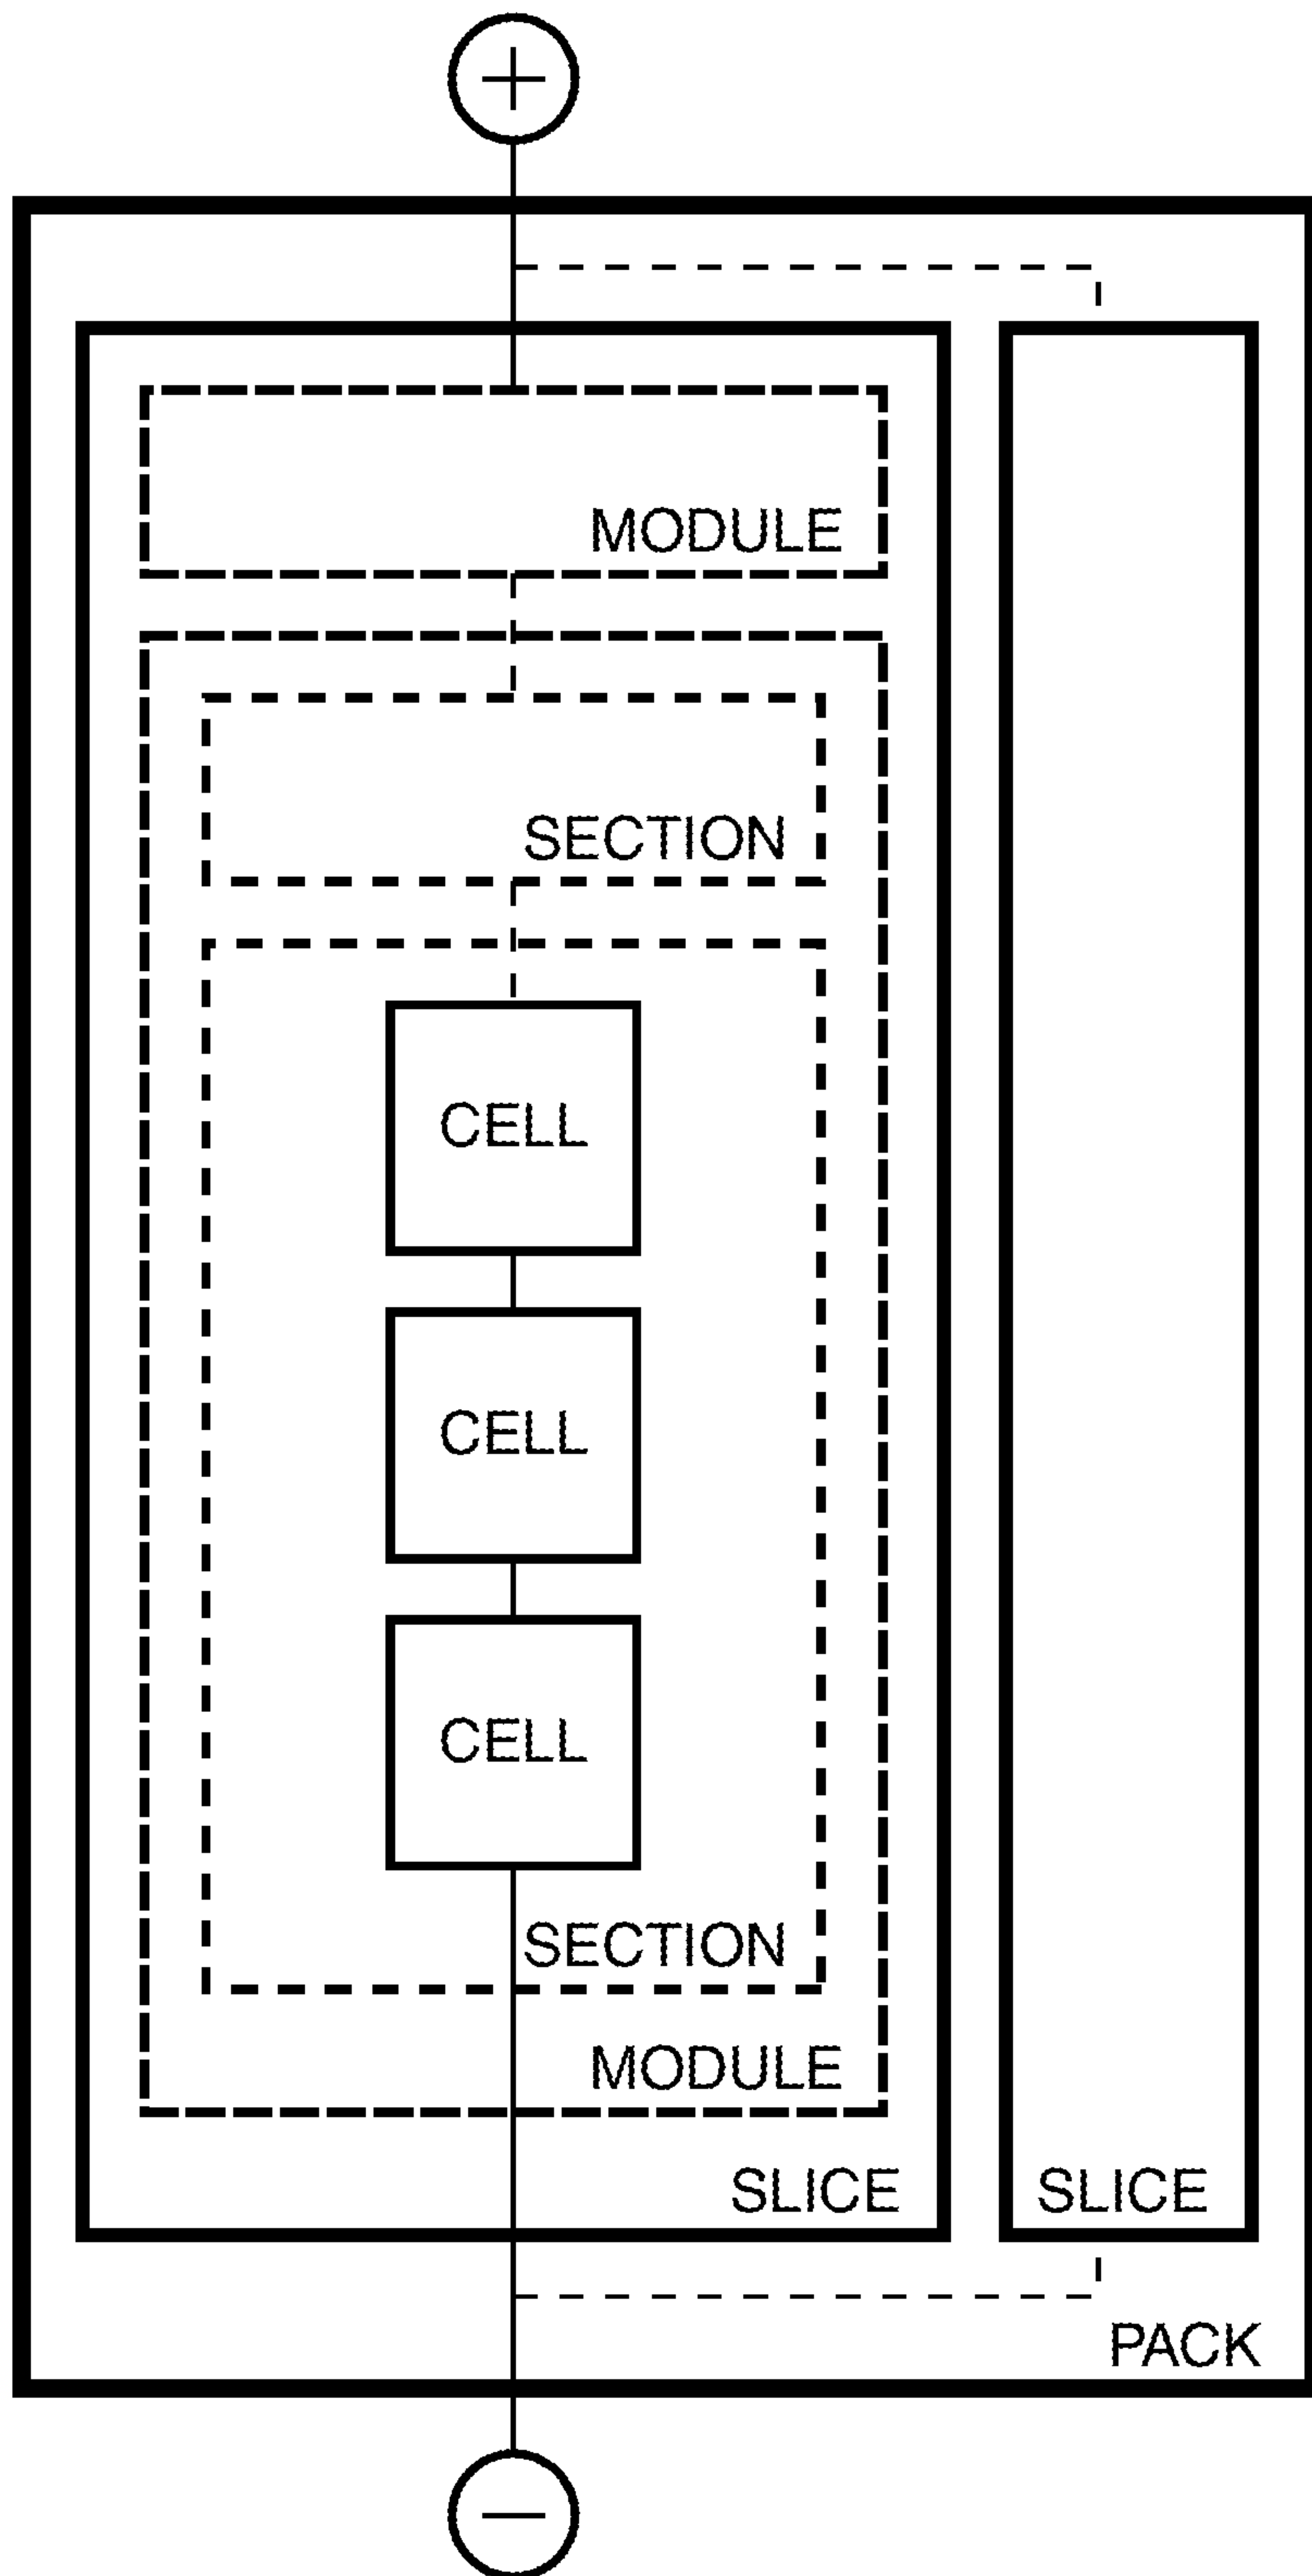 +
MODULE
SECTION
CELL
CELL
CELL
SECTION
MODULE
SLICE SLICE
PACK
−